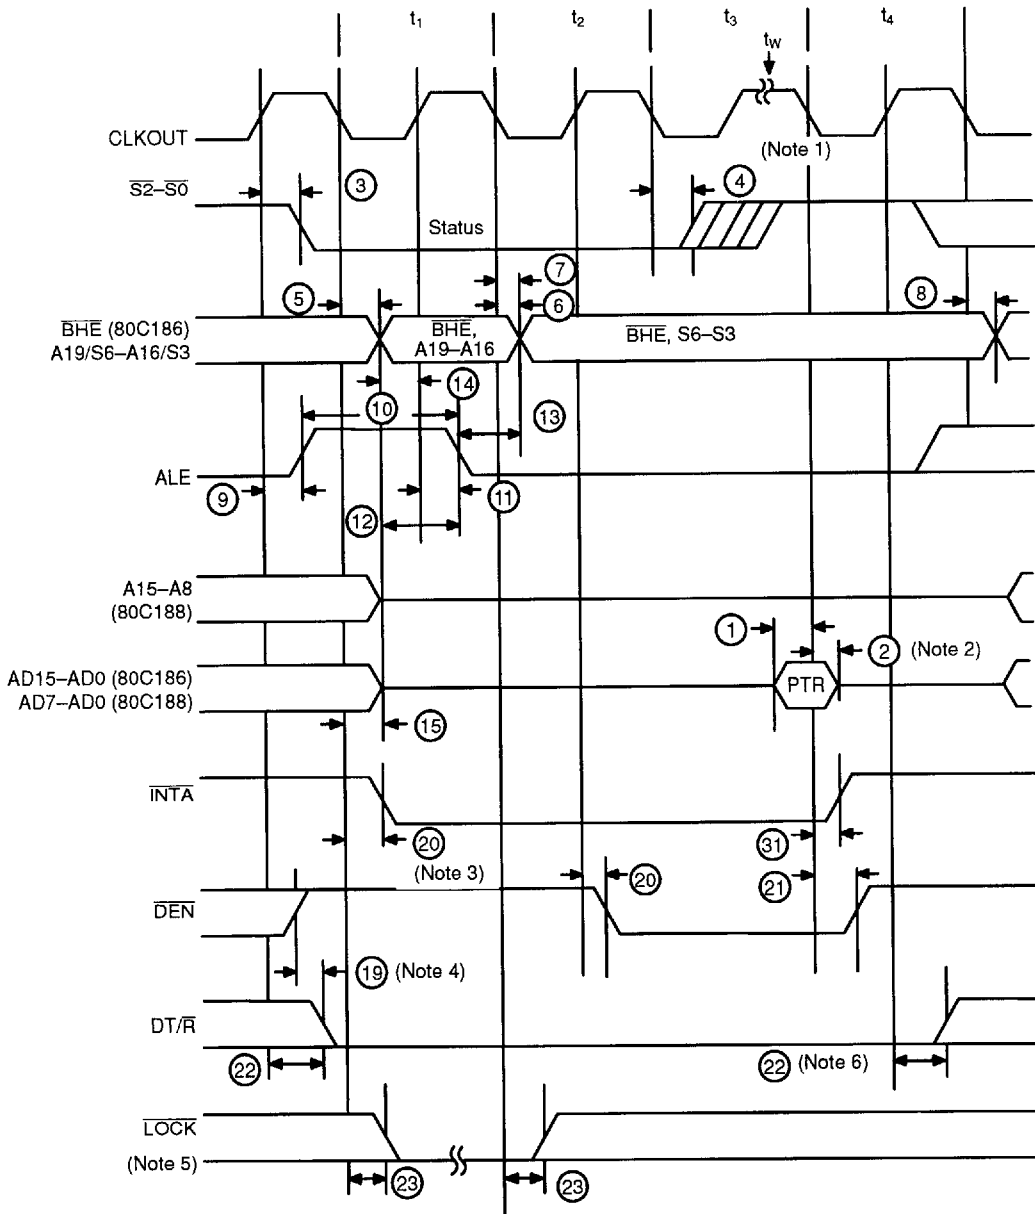 t1 t2 t3 t4
tW
CLKOUT
(Note 1)
S2–S0
3
4
Status
7
5
6
8
BHE (80C186)
A19/S6–A16/S3
BHE,
A19–A16
BHE, S6–S3
14
10
13
ALE
9
11
12
A15–A8
(80C188)
1
2 (Note 2)
AD15–AD0 (80C186)
AD7–AD0 (80C188)
PTR
15
INTA
20
31
(Note 3)
20
21
DEN
19 (Note 4)
DT/R
22
22 (Note 6)
LOCK
(Note 5)
23
23